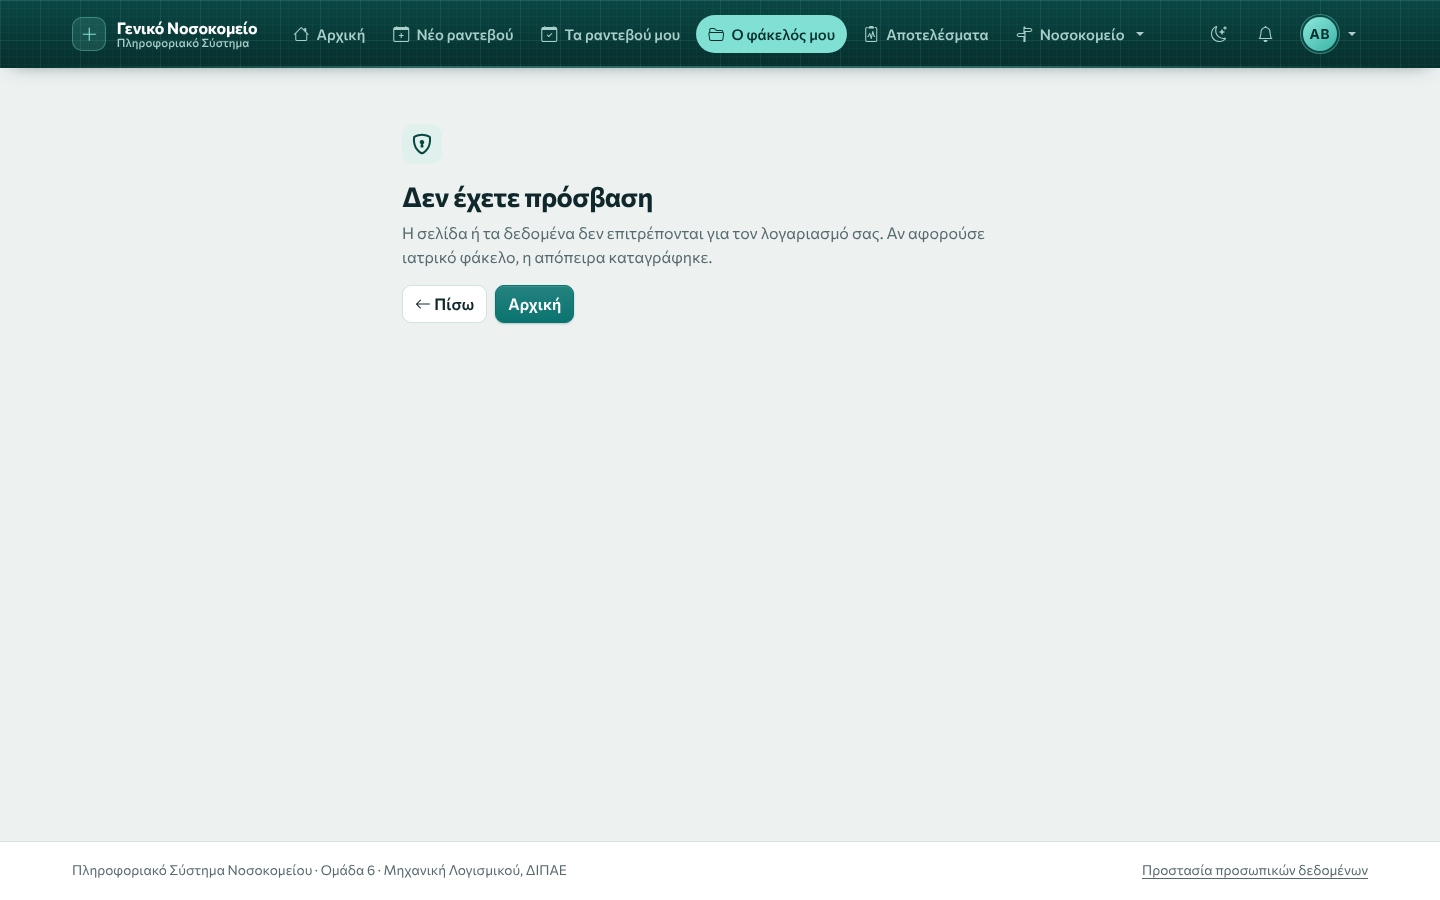 Γενικό Νοσοκομείο
Πληροφοριακό Σύστημα
Αρχική
Νέο ραντεβού
Τα ραντεβού μου
Ο φάκελός μου
Αποτελέσματα
Νοσοκομείο
ΑΒ
Δεν έχετε πρόσβαση
Η σελίδα ή τα δεδομένα δεν επιτρέπονται για τον λογαριασμό σας. Αν αφορούσε
ιατρικό φάκελο, η απόπειρα καταγράφηκε.
← Πίσω
Αρχική
Πληροφοριακό Σύστημα Νοσοκομείου · Ομάδα 6 · Μηχανική Λογισμικού, ΔΙΠΑΕ
Προστασία προσωπικών δεδομένων